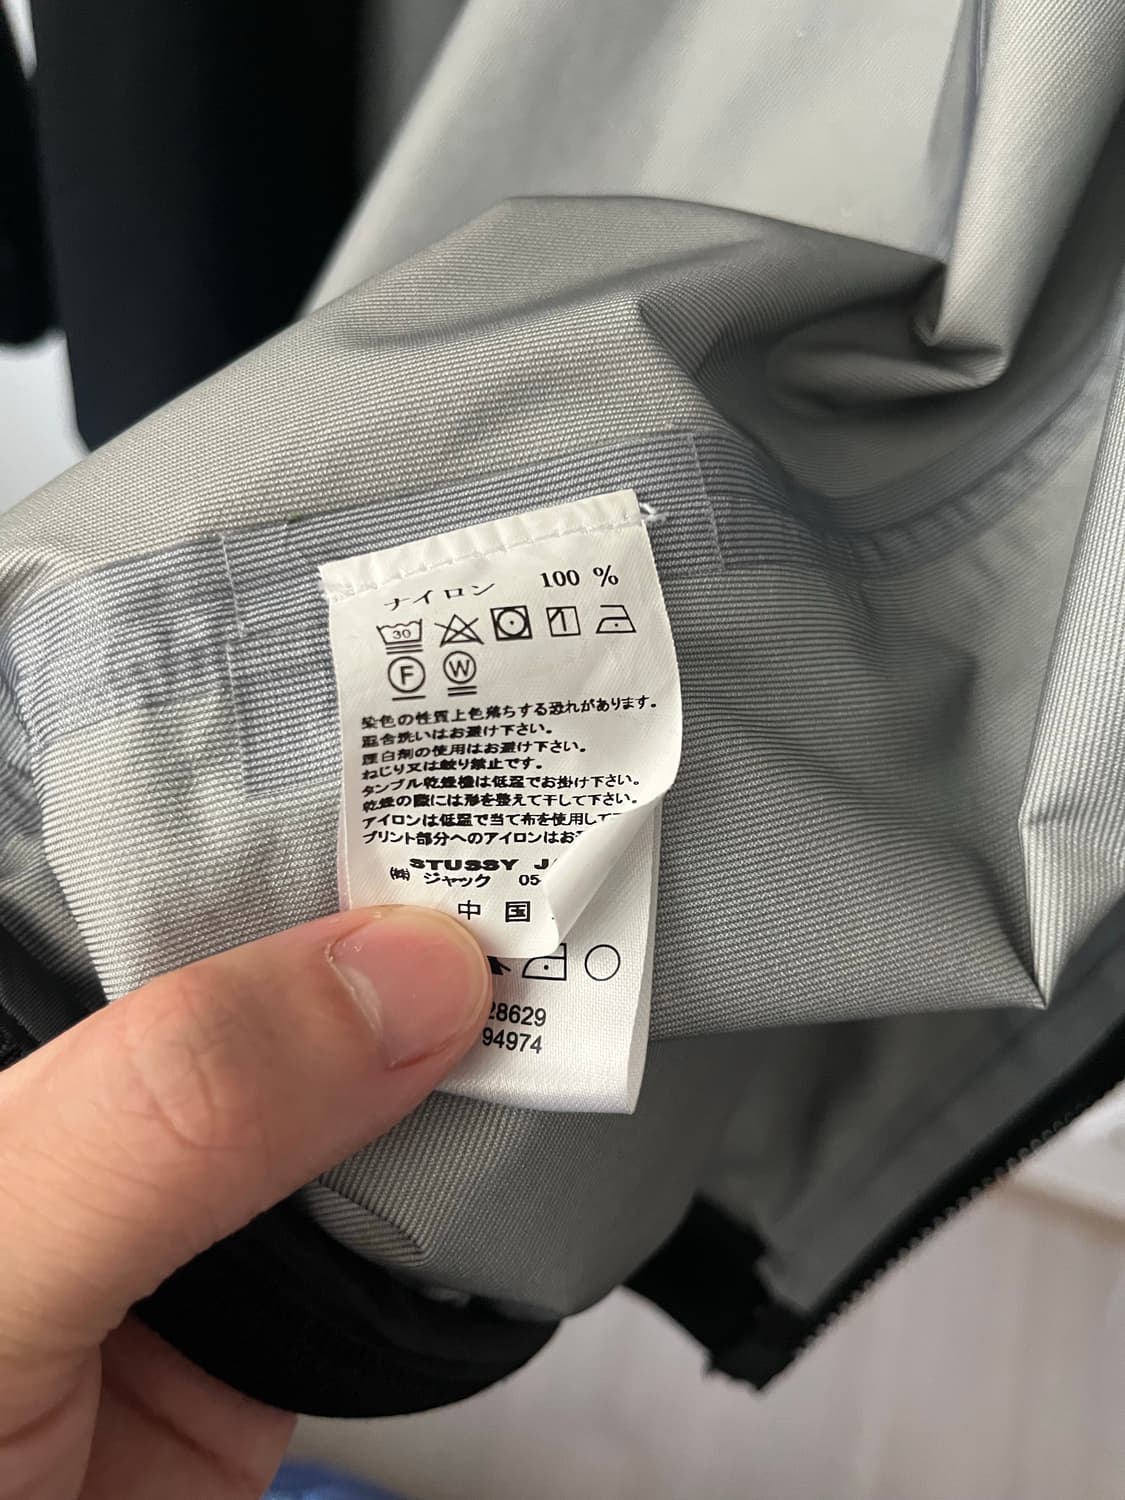 ナイロン 100 %
30
F W
染色の性質上色落ちする恐れがあります。
混合洗いはお避け下さい。
漂白剤の使用はお避け下さい。
ねじり又は絞り禁止です。
タンブル乾燥機は低温でお掛け下さい。
乾燥の際には形を整えて干して下さい。
アイロンは低温で当て布を使用して
プリント部分へのアイロンはお
STUSSY
㈱ ジャック 05-
中国
28629
94974